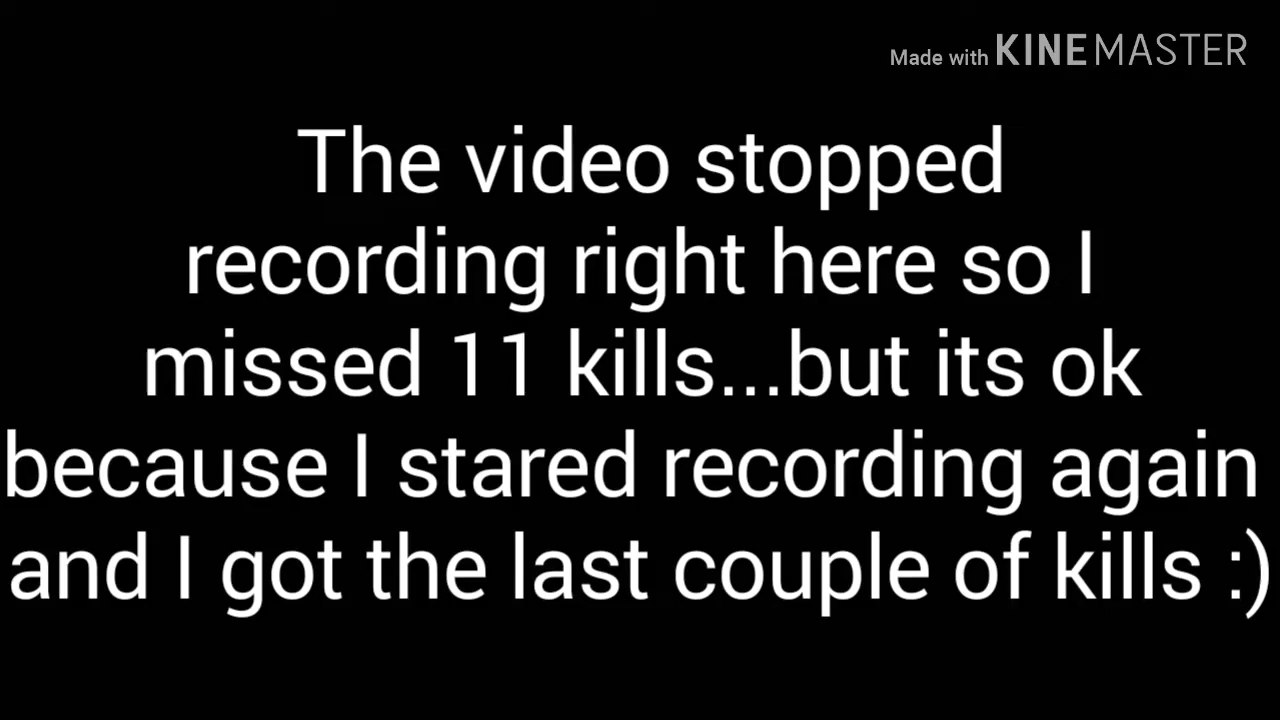 Made with KINEMASTER
The video stopped
recording right here so I
missed 11 kills...but its ok
because I stared recording again
and I got the last couple of kills :)